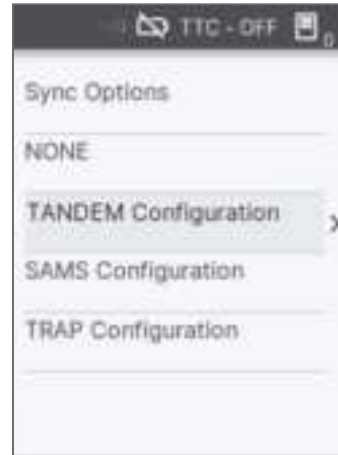 TTC - OFF 0
Sync Options
NONE
TANDEM Configuration
SAMS Configuration
TRAP Configuration